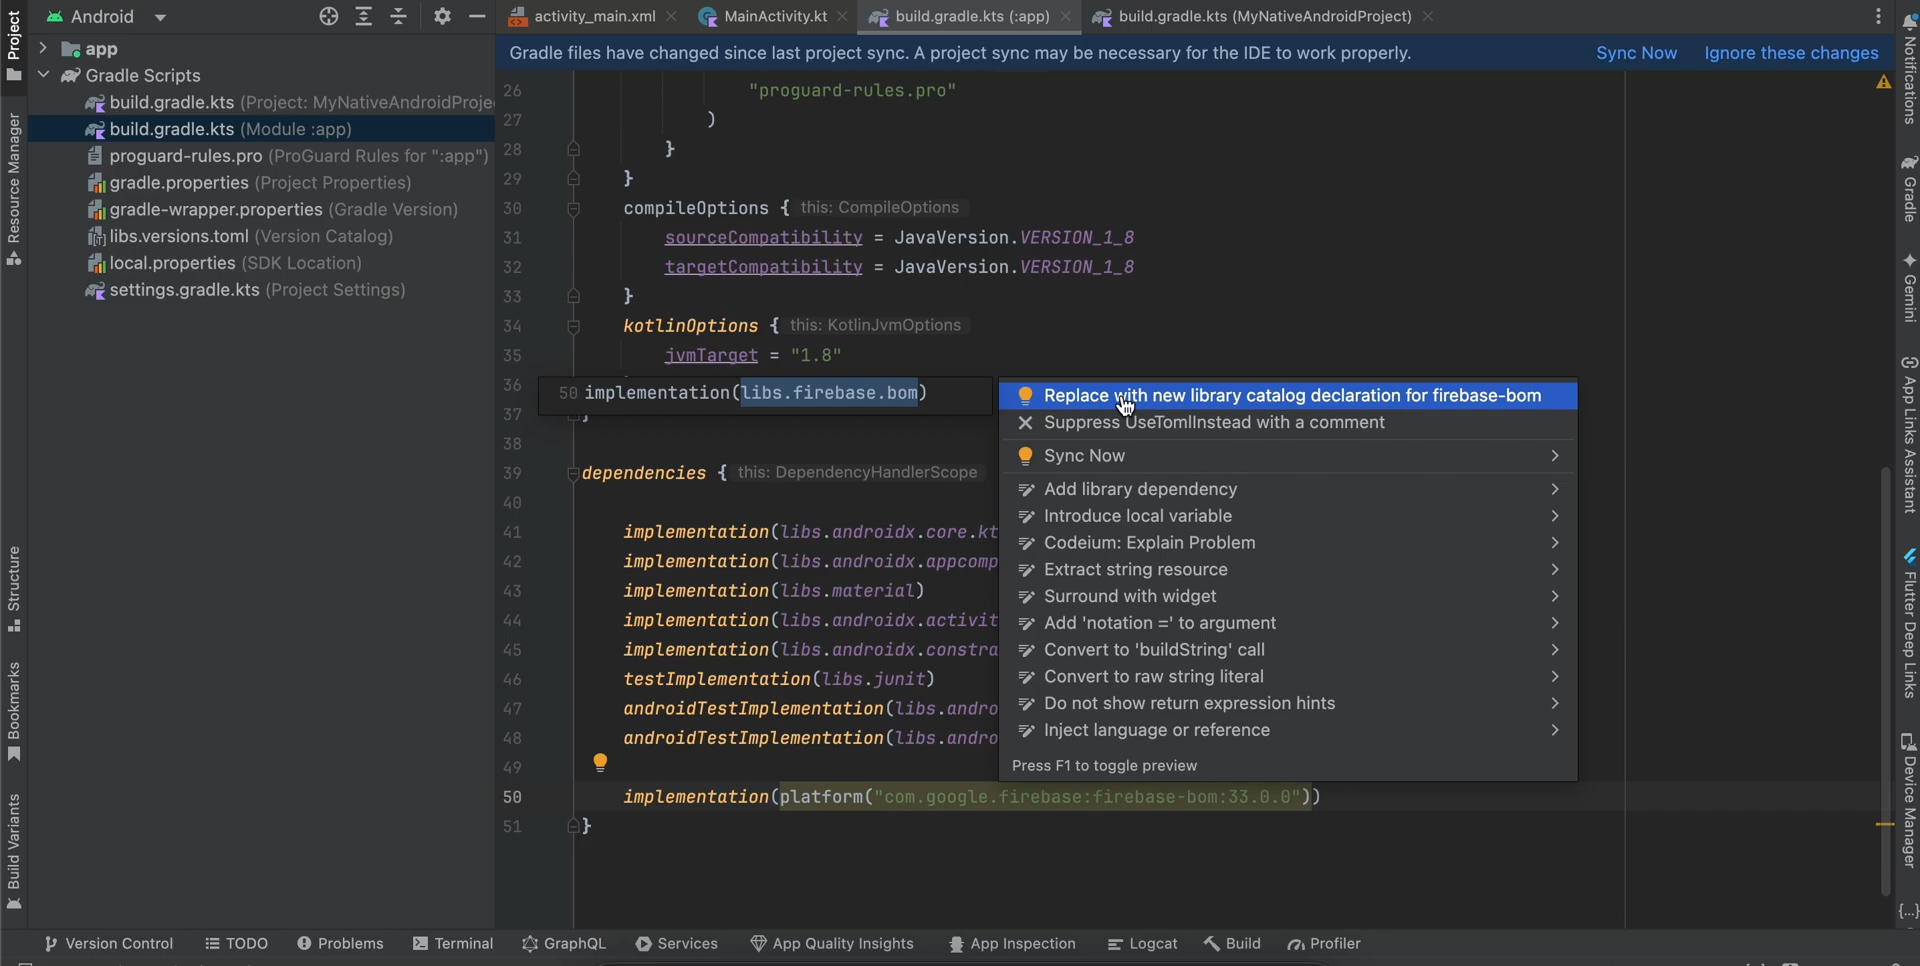 Project
Resource Manager
Structure
Bookmarks
Build Variants
Android
app
Gradle Scripts
build.gradle.kts (Project: MyNativeAndroidProje
build.gradle.kts (Module :app)
proguard-rules.pro (ProGuard Rules for ":app")
gradle.properties (Project Properties)
gradle-wrapper.properties (Gradle Version)
libs.versions.toml (Version Catalog)
local.properties (SDK Location)
settings.gradle.kts (Project Settings)
activity_main.xml
MainActivity.kt
build.gradle.kts (:app)
build.gradle.kts (MyNativeAndroidProject)
Gradle files have changed since last project sync. A project sync may be necessary for the IDE to work properly.
Sync Now
Ignore these changes
26 "proguard-rules.pro"
27 )
28 }
29 }
30 compileOptions { this: CompileOptions
31 sourceCompatibility = JavaVersion.VERSION_1_8
32 targetCompatibility = JavaVersion.VERSION_1_8
33 }
34 kotlinOptions { this: KotlinJvmOptions
35 jvmTarget = "1.8"
36
50 implementation(libs.firebase.bom)
37 }
38
39 dependencies { this: DependencyHandlerScope
40
41 implementation(libs.androidx.core.kt
42 implementation(libs.androidx.appcomp
43 implementation(libs.material)
44 implementation(libs.androidx.activit
45 implementation(libs.androidx.constra
46 testImplementation(libs.junit)
47 androidTestImplementation(libs.andro
48 androidTestImplementation(libs.andro
49
50 implementation(platform("com.google.firebase:firebase-bom:33.0.0"))
51 }
Replace with new library catalog declaration for firebase-bom
Suppress UseTomlInstead with a comment
Sync Now
Add library dependency
Introduce local variable
Codeium: Explain Problem
Extract string resource
Surround with widget
Add 'notation =' to argument
Convert to 'buildString' call
Convert to raw string literal
Do not show return expression hints
Inject language or reference
Press F1 to toggle preview
Notifications
Gradle
Gemini
App Links Assistant
Flutter Deep Links
Device Manager
{...}
Version Control
TODO
Problems
Terminal
GraphQL
Services
App Quality Insights
App Inspection
Logcat
Build
Profiler